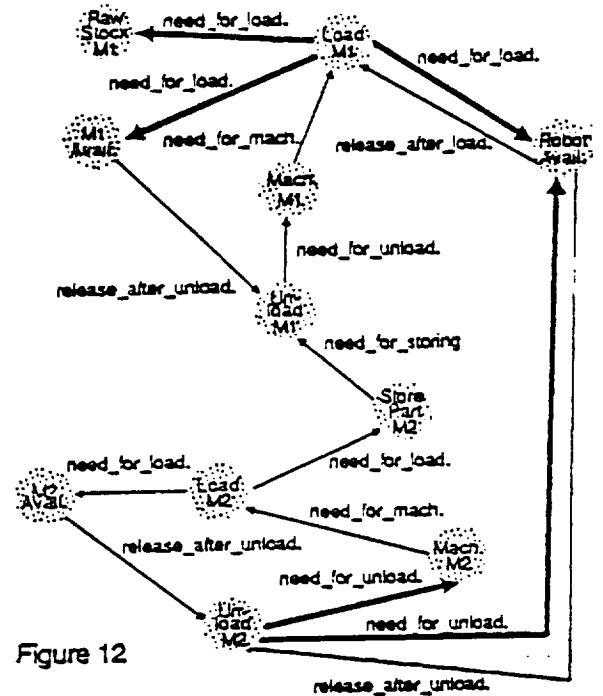 Raw
Stock
M1
need_for_load.
Load
M1
need_for_load.
need_for_load.
M1
Avail.
need_for_mach.
release_after_load.
Robot
Avail.
Mach.
M1
need_for_unload.
release_after_unload.
Un-
load
M1
need_for_storing
Store
Part
M2
need_for_load.
need_for_load.
M2
Avail.
Load
M2
need_for_mach.
release_after_unload.
Mach.
M2
need_for_unload.
Un-
load
M2
need_for_unload.
Figure 12
release_after_unload.